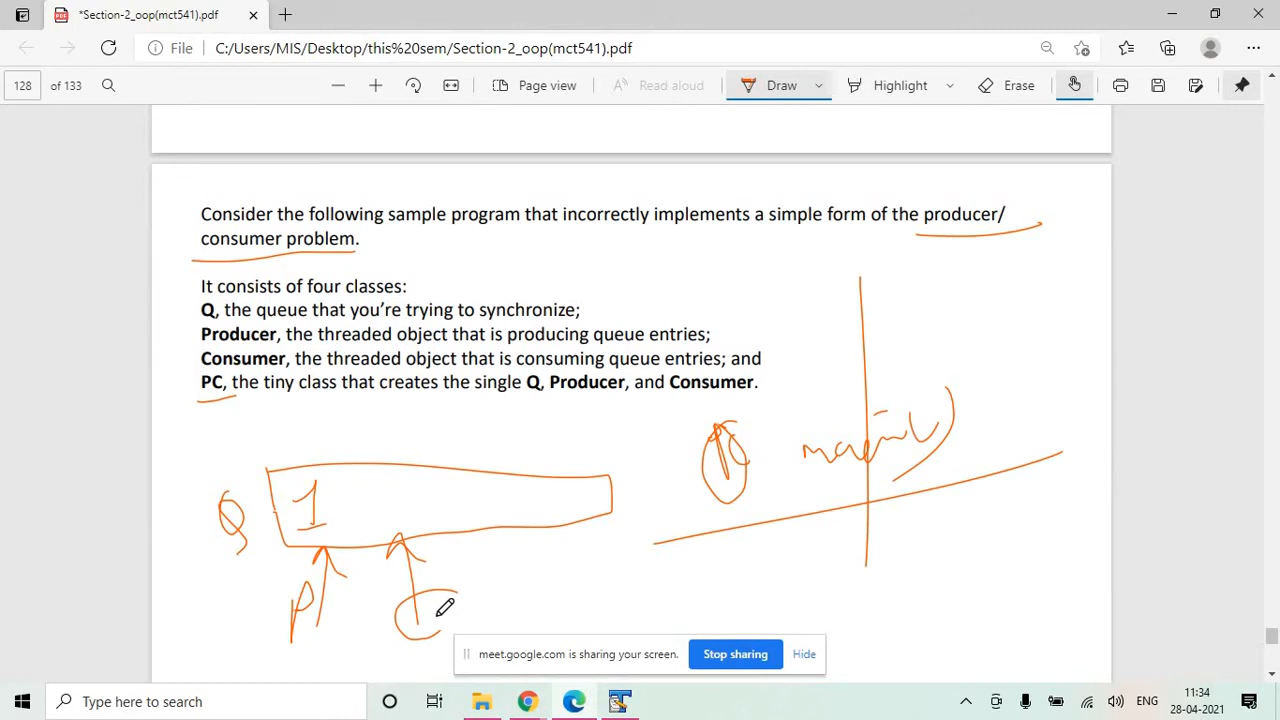 *Section-2_oop(mct541).pdf
File C:/Users/MIS/Desktop/this%20sem/Section-2_oop(mct541).pdf
128 of 133 Page view Read aloud Draw Highlight Erase
Consider the following sample program that incorrectly implements a simple form of the producer/
consumer problem.
It consists of four classes:
Q, the queue that you’re trying to synchronize;
Producer, the threaded object that is producing queue entries;
Consumer, the threaded object that is consuming queue entries; and
PC, the tiny class that creates the single Q, Producer, and Consumer.
Q 1
P C
meet.google.com is sharing your screen. Stop sharing Hide
Type here to search ENG 11:34
28-04-2021